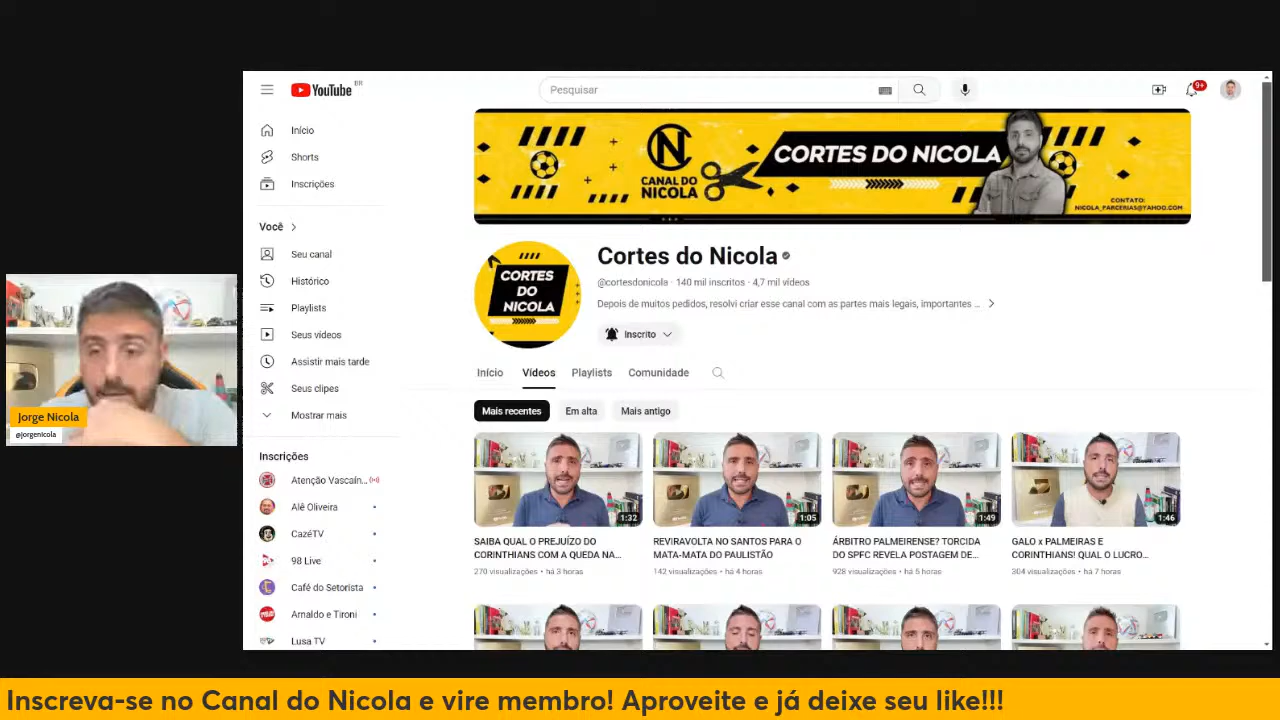 YouTube BR
Pesquisar
9+
Início
Shorts
Inscrições
Você
Seu canal
Histórico
Playlists
Seus vídeos
Assistir mais tarde
Seus clipes
Mostrar mais
Inscrições
Atenção Vascaín...
Alê Oliveira
CazéTV
98 Live
Café do Setorista
Arnaldo e Tironi
Lusa TV
CANAL DO
NICOLA
CORTES DO NICOLA
CONTATO:
NICOLA_PARCERIAS@YAHOO.COM
CORTES
DO
NICOLA
Cortes do Nicola
@cortesdonicola · 140 mil inscritos · 4,7 mil vídeos
Depois de muitos pedidos, resolvi criar esse canal com as partes mais legais, importantes ...
Inscrito
Início Vídeos Playlists Comunidade
Mais recentes Em alta Mais antigo
1:32
SAIBA QUAL O PREJUÍZO DO
CORINTHIANS COM A QUEDA NA...
270 visualizações • há 3 horas
1:05
REVIRAVOLTA NO SANTOS PARA O
MATA-MATA DO PAULISTÃO
142 visualizações • há 4 horas
1:49
ÁRBITRO PALMEIRENSE? TORCIDA
DO SPFC REVELA POSTAGEM DE...
928 visualizações • há 6 horas
1:46
GALO x PALMEIRAS E
CORINTHIANS! QUAL O LUCRO...
304 visualizações • há 7 horas
Jorge Nicola
@jorgenicola
Inscreva-se no Canal do Nicola e vire membro! Aproveite e já deixe seu like!!!